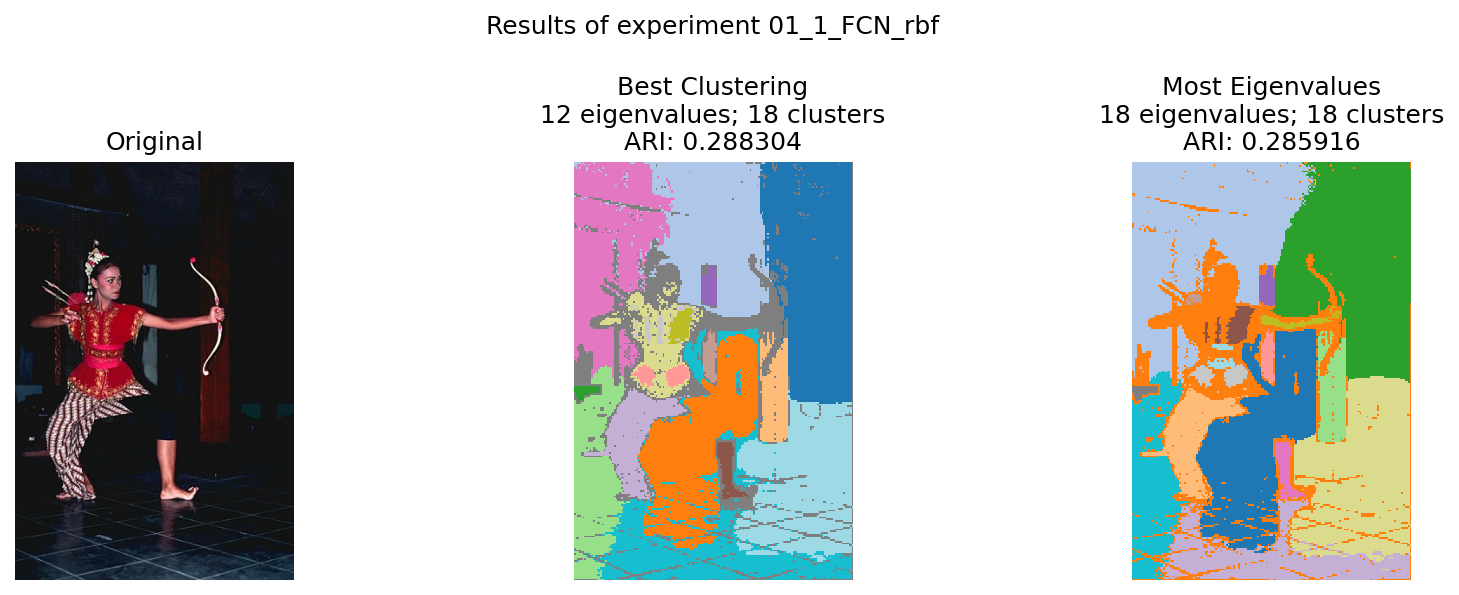 Results of experiment 01_1_FCN_rbf
Original
Best Clustering
12 eigenvalues; 18 clusters
ARI: 0.288304
Most Eigenvalues
18 eigenvalues; 18 clusters
ARI: 0.285916